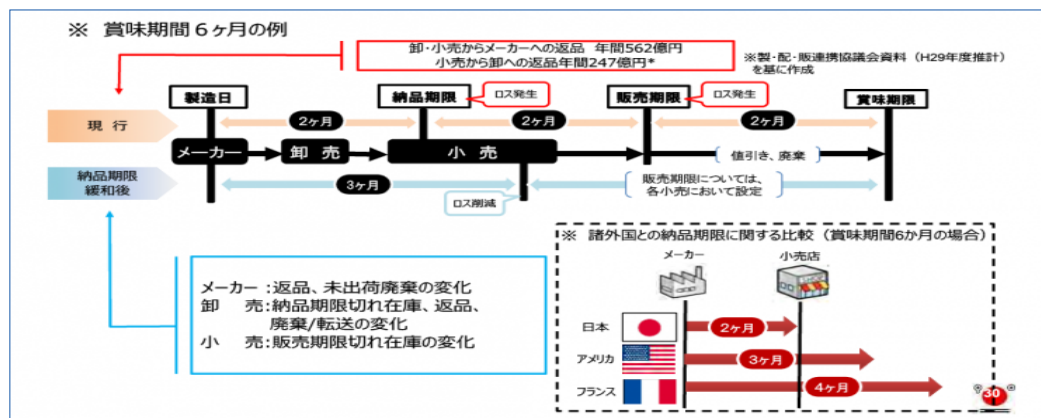 ※ 賞味期間６ヶ月の例
卸・小売からメーカーへの返品 年間562億円
小売から卸への返品年間247億円*
※製・配・販連携協議会資料（H29年度推計）
を基に作成
製造日
納品期限
ロス発生
販売期限
ロス発生
賞味期限
現 行
2ヶ月
2ヶ月
2ヶ月
メーカー
卸 売
小 売
値引き、廃棄
納品期限
緩和後
3ヶ月
ロス削減
販売期限については、
各小売において設定
メーカー：返品、未出荷廃棄の変化
卸 売：納品期限切れ在庫、返品、
廃棄/転送の変化
小 売：販売期限切れ在庫の変化
※ 諸外国との納品期限に関する比較（賞味期間6か月の場合）
メーカー
小売店
日本
2ヶ月
アメリカ
3ヶ月
フランス
4ヶ月
30